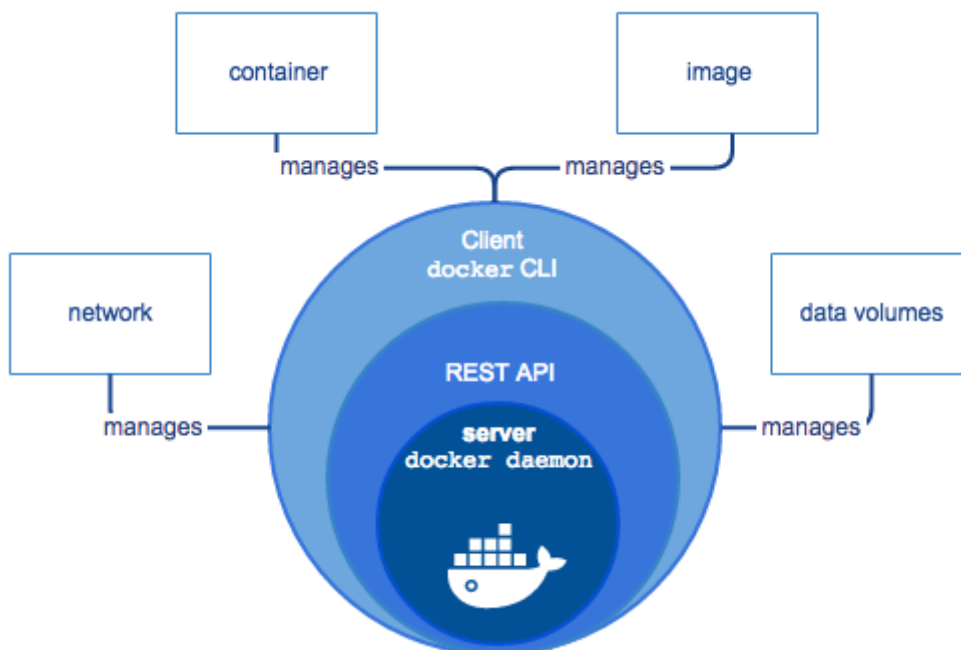 container
image
manages
manages
Client
docker CLI
network
data volumes
REST API
manages
manages
server
docker daemon